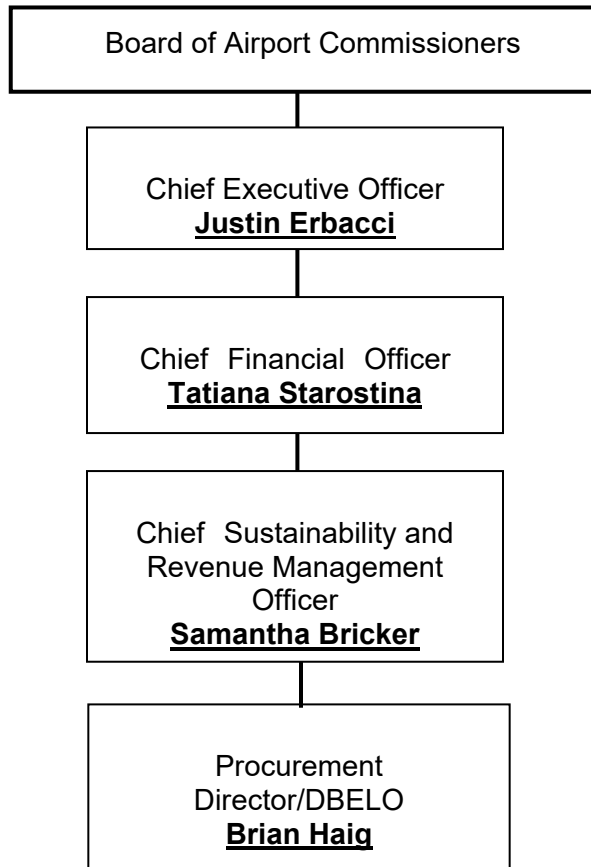 Board of Airport Commissioners
Chief Executive Officer
Justin Erbacci
Chief Financial Officer
Tatiana Starostina
Chief Sustainability and
Revenue Management
Officer
Samantha Bricker
Procurement
Director/DBELO
Brian Haig